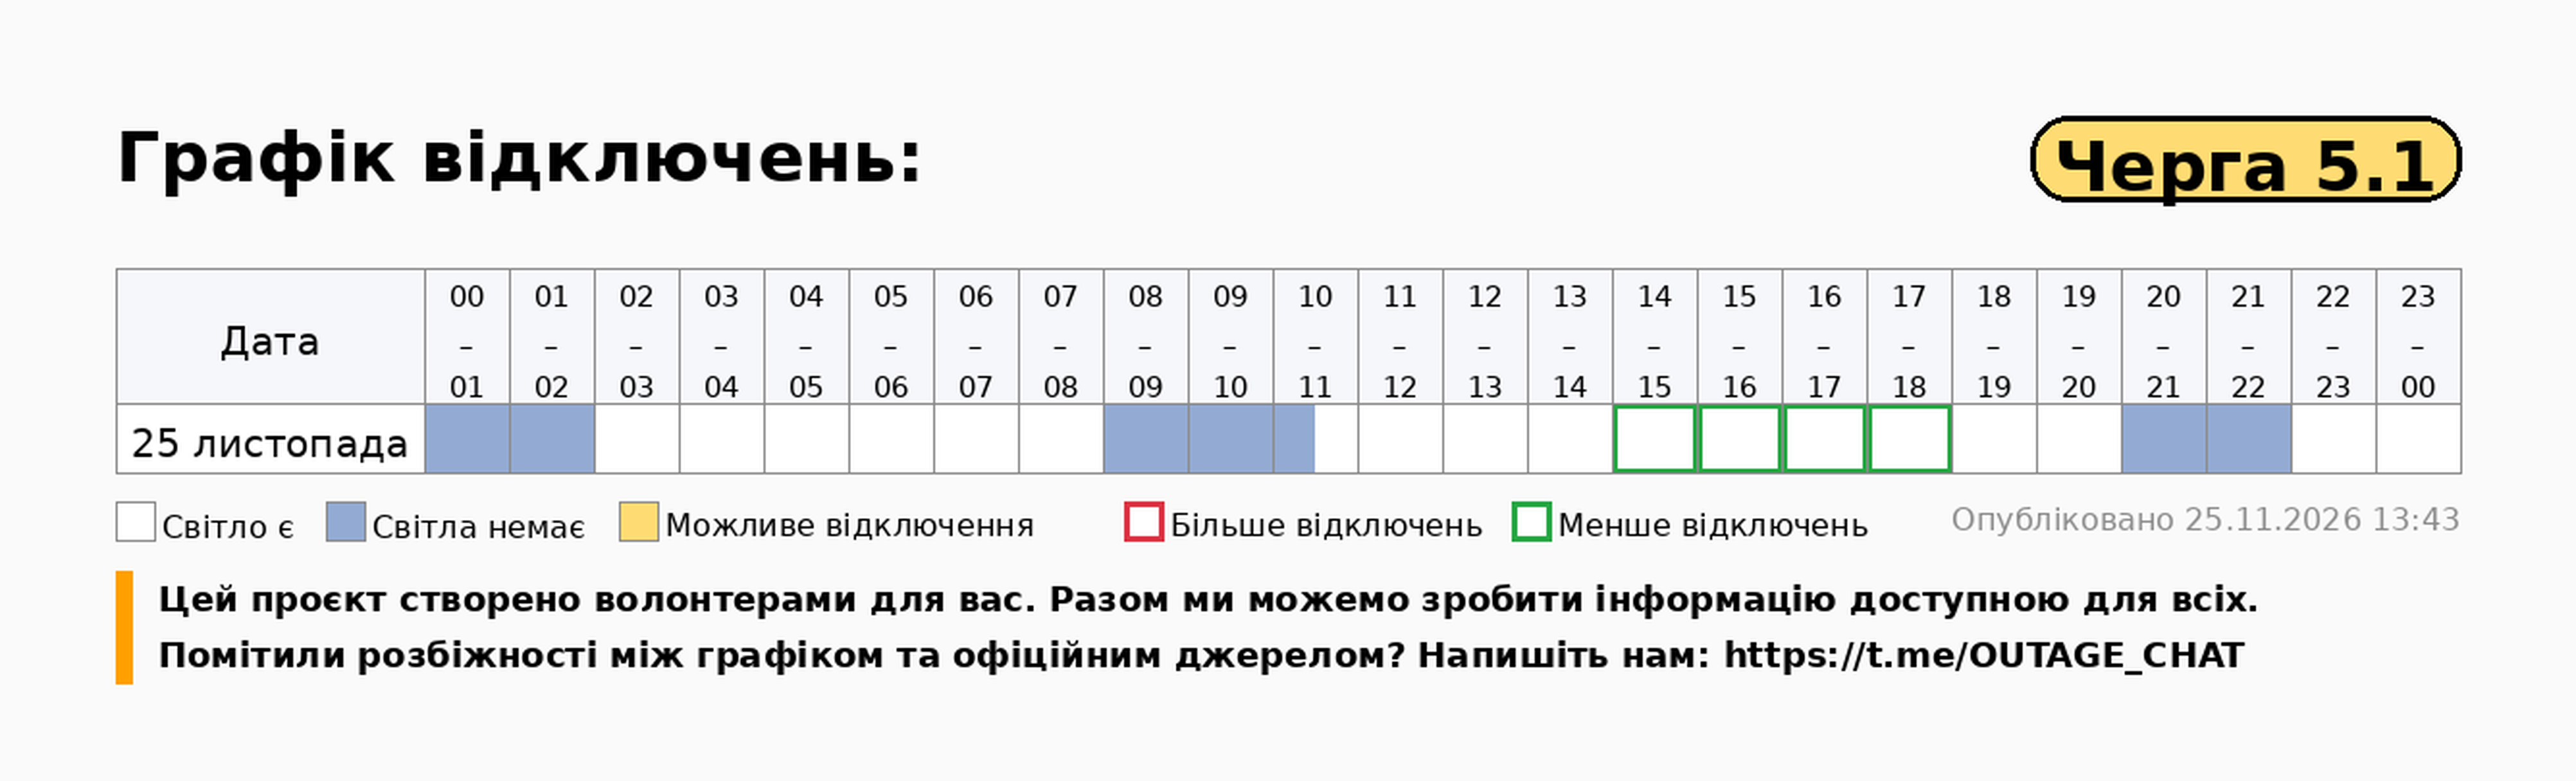 Графік відключень:
Черга 5.1
Дата
00 – 01
01 – 02
02 – 03
03 – 04
04 – 05
05 – 06
06 – 07
07 – 08
08 – 09
09 – 10
10 – 11
11 – 12
12 – 13
13 – 14
14 – 15
15 – 16
16 – 17
17 – 18
18 – 19
19 – 20
20 – 21
21 – 22
22 – 23
23 – 00
25 листопада
Світло є
Світла немає
Можливе відключення
Більше відключень
Менше відключень
Опубліковано 25.11.2026 13:43
Цей проєкт створено волонтерами для вас. Разом ми можемо зробити інформацію доступною для всіх.
Помітили розбіжності між графіком та офіційним джерелом? Напишіть нам: https://t.me/OUTAGE_CHAT